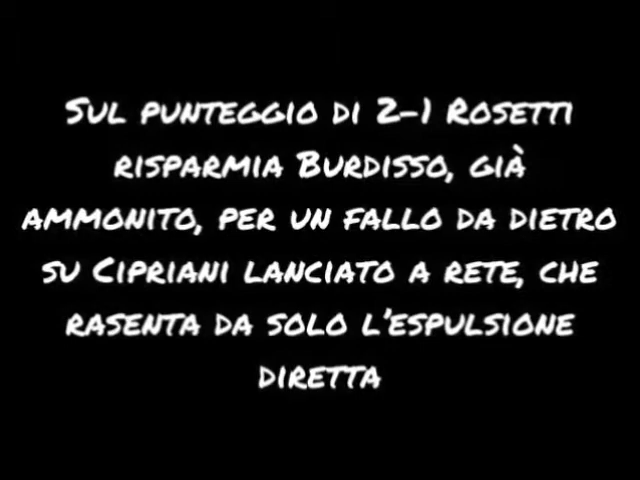 Sul punteggio di 2-1 Rosetti
risparmia Burdisso, già
ammonito, per un fallo da dietro
su Cipriani lanciato a rete, che
rasenta da solo l'espulsione
diretta